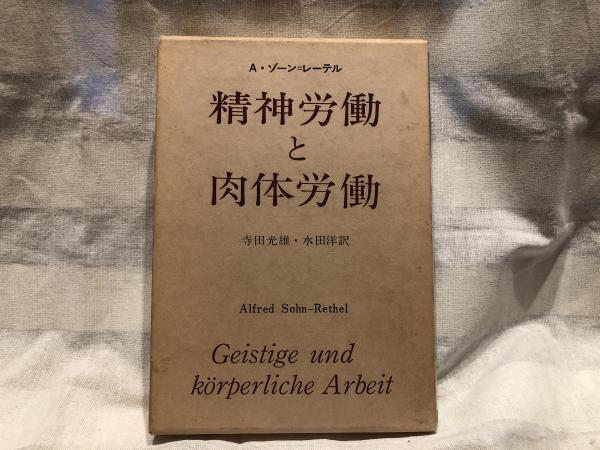 A・ゾーン=レーテル
精神労働
と
肉体労働
寺田光雄・水田洋訳
Alfred Sohn-Rethel
Geistige und
körperliche Arbeit